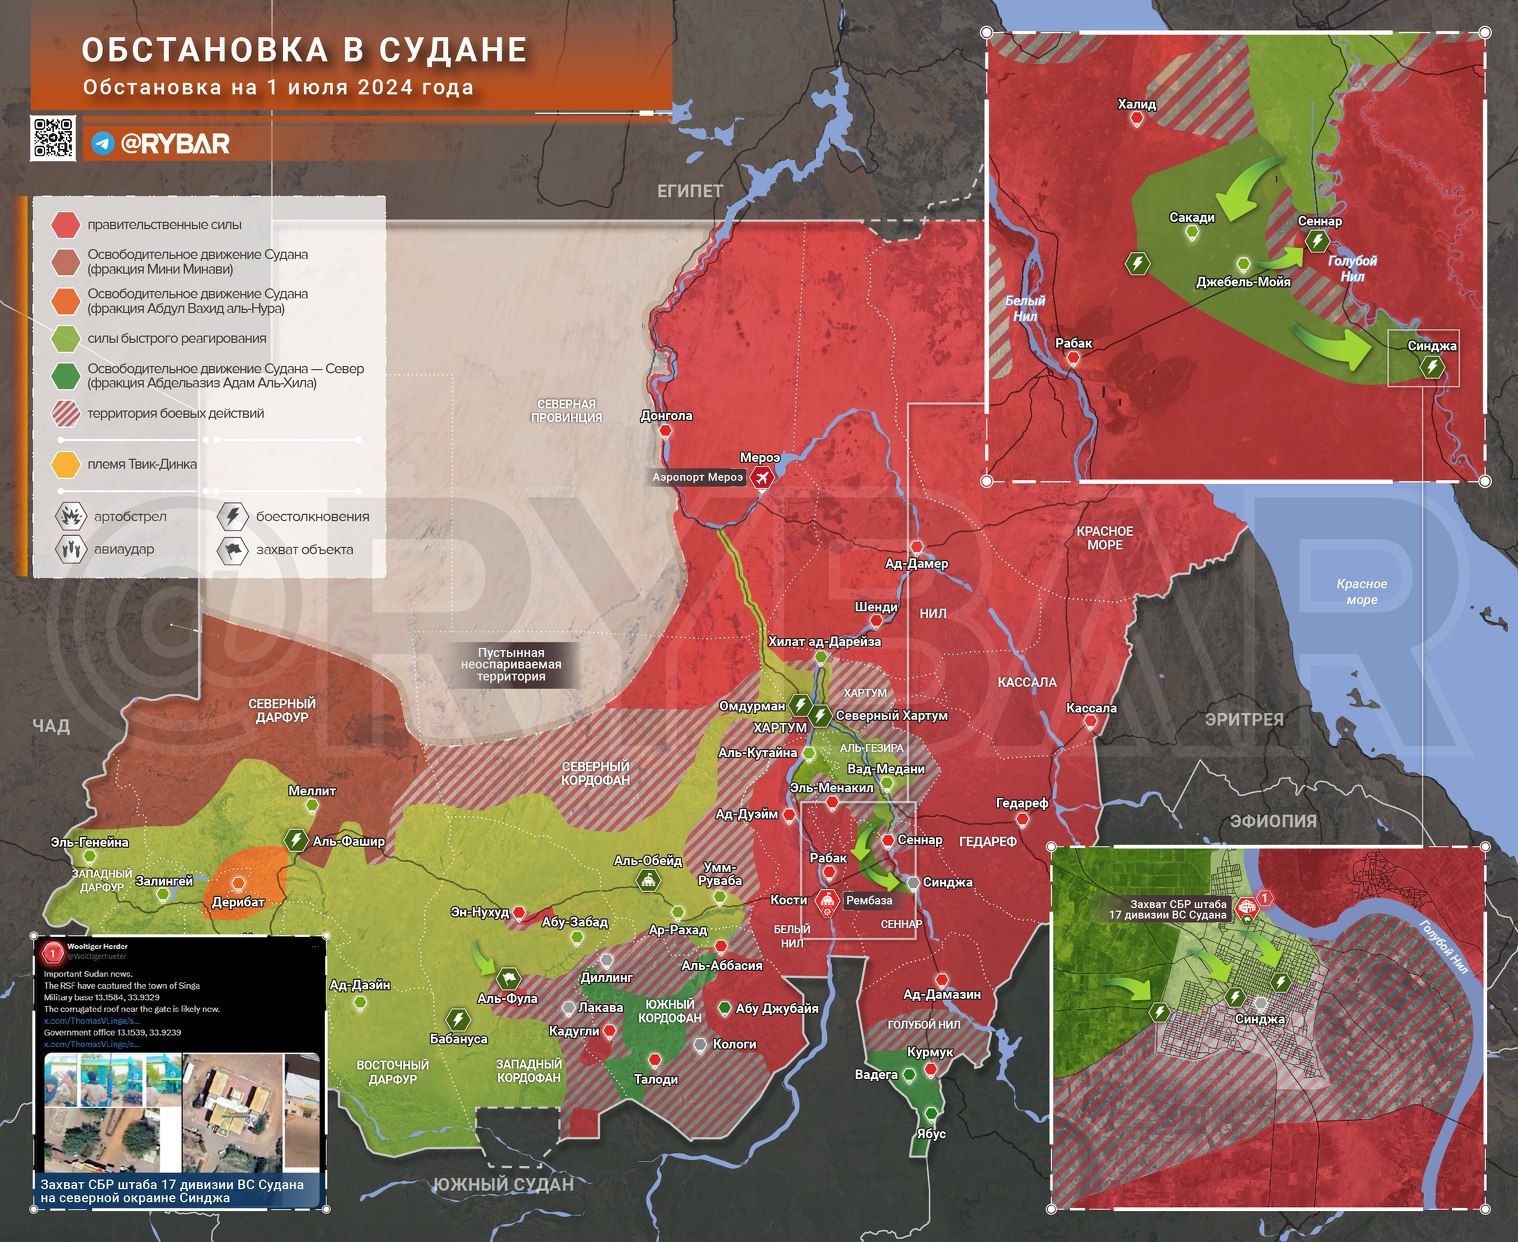 ОБСТАНОВКА В СУДАНЕ
Обстановка на 1 июля 2024 года
@RYBAR
правительственные силы
Освободительное движение Судана
(фракция Мини Минави)
Освободительное движение Судана
(фракция Абдул Вахид аль-Нура)
силы быстрого реагирования
Освободительное движение Судана — Север
(фракция Абдельазиз Адам Аль-Хила)
территория боевых действий
племя Твик-Динка
артобстрел
боестолкновения
авиаудар
захват объекта
ЕГИПЕТ
СЕВЕРНАЯ
ПРОВИНЦИЯ
Донгола
Мероэ
Аэропорт Мероэ
КРАСНОЕ
МОРЕ
Ад-Дамер
Красное
море
Шенди
НИЛ
Хилат ад-Дарейза
Пустынная
неоспариваемая
территория
КАССАЛА
Кассала
ХАРТУМ
Омдурман
Северный Хартум
ХАРТУМ
ЭРИТРЕЯ
ЧАД
СЕВЕРНЫЙ
ДАРФУР
СЕВЕРНЫЙ
КОРДОФАН
Аль-Кутайна
АЛЬ-ГЕЗИРА
Вад-Медани
Эль-Менакил
Меллит
Ад-Дуэйм
Гедареф
ЭФИОПИЯ
Эль-Генейна
Аль-Фашир
Сеннар
ГЕДАРЕФ
ЗАПАДНЫЙ
ДАРФУР
Залингей
Дерибат
Аль-Обейд
Умм-
Руваба
Рабак
Синджа
Кости
Рембаза
Эн-Нухуд
Абу-Забад
Ар-Рахад
БЕЛЫЙ
НИЛ
СЕННАР
Аль-Аббасия
Диллинг
Ад-Даэйн
Аль-Фула
Лакава
ЮЖНЫЙ
КОРДОФАН
Абу Джубайя
Ад-Дамазин
Бабануса
Кадугли
Кологи
ГОЛУБОЙ НИЛ
ВОСТОЧНЫЙ
ДАРФУР
ЗАПАДНЫЙ
КОРДОФАН
Талоди
Курмук
Вадега
Ябус
ЮЖНЫЙ СУДАН
Халид
Сакади
Сеннар
Джебель-Мойя
Голубой
Нил
Белый
Нил
Рабак
Синджа
Захват СБР штаба
17 дивизии ВС Судана
1
Голубой Нил
Синджа
1
Wooltiger Herder
@Woltigerhueter
Important Sudan news.
The RSF have captured the town of Singa
Military base 13.1584, 33.9329
The corrugated roof near the gate is likely new.
x.com/ThomasVLinge/s...
Government office 13.1539, 33.9239
x.com/ThomasVLinge/s...
Захват СБР штаба 17 дивизии ВС Судана
на северной окраине Синджа
@RYBAR